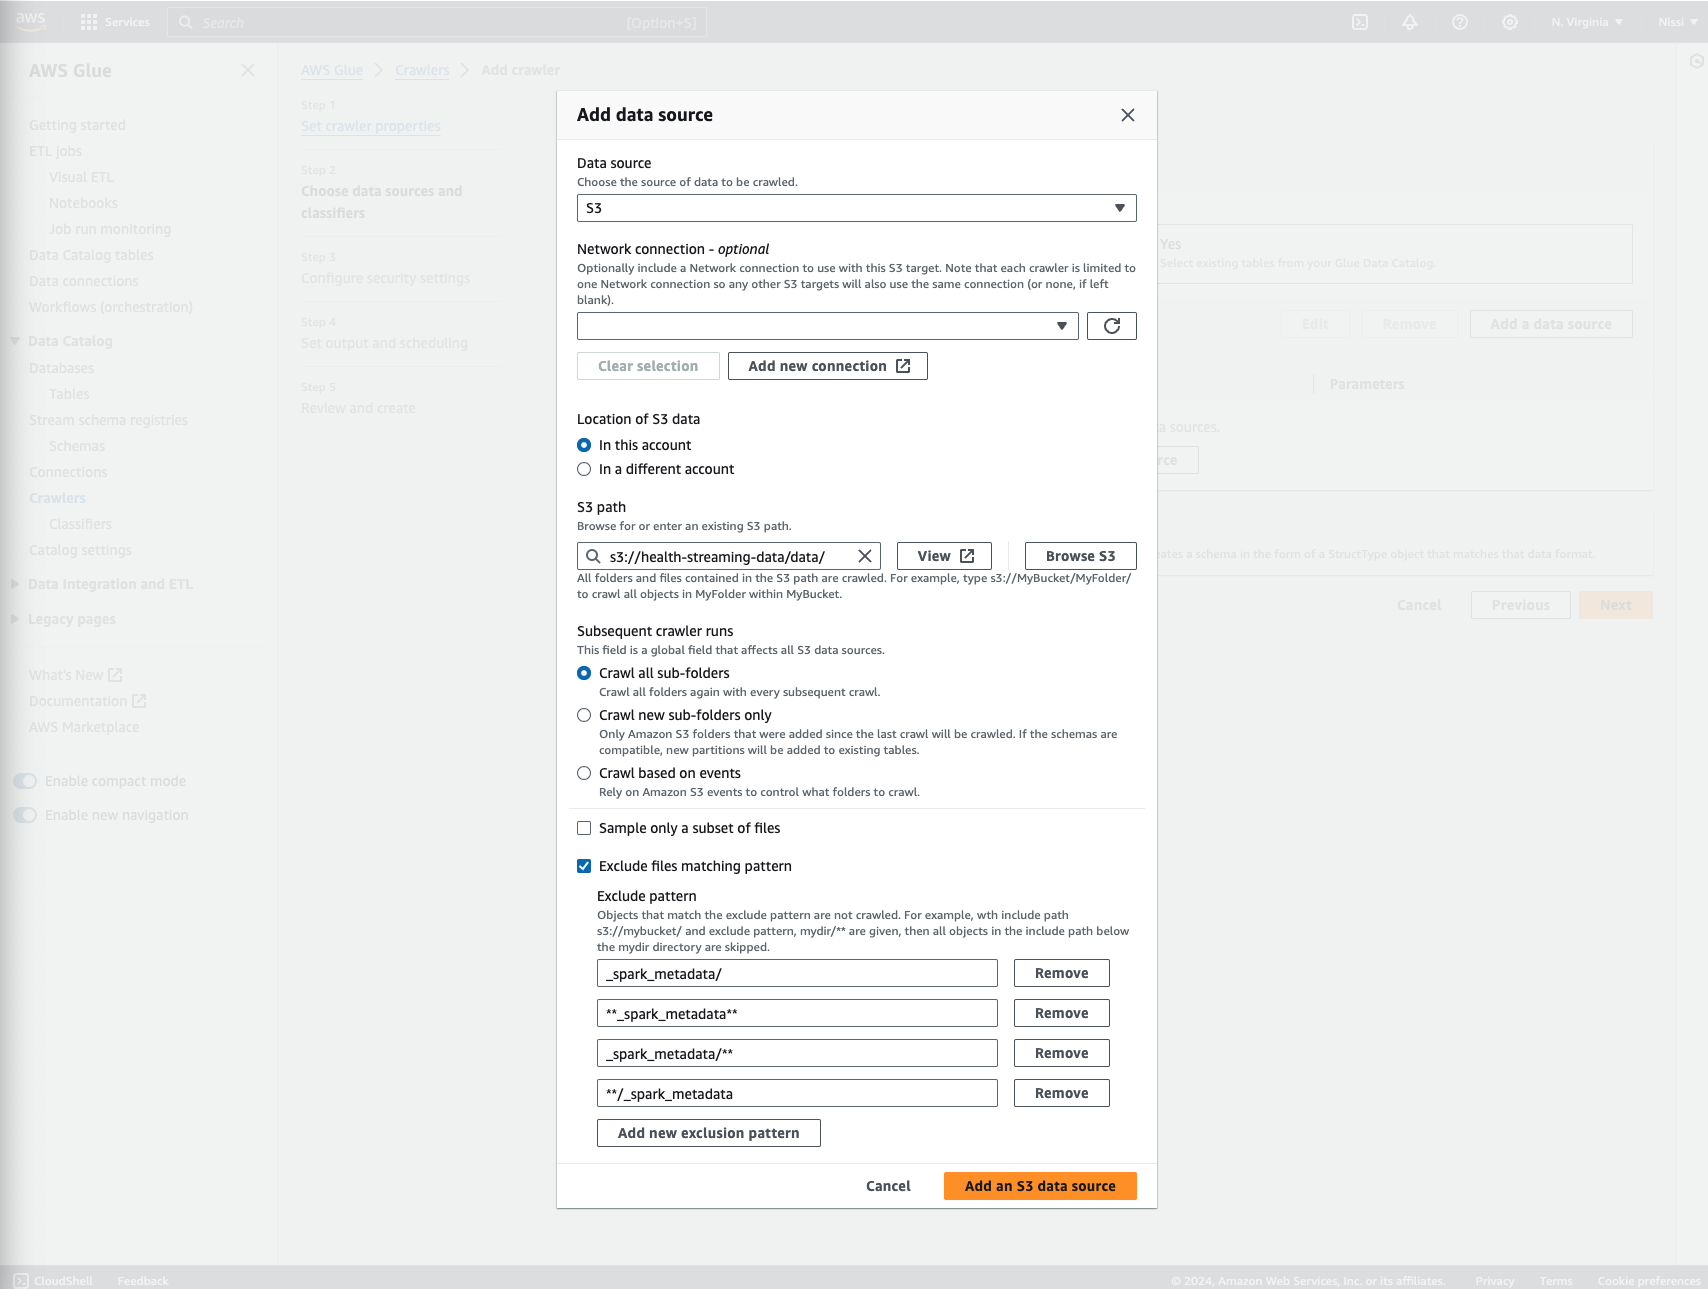 aws
Services
Search
[Option+S]
N. Virginia
Nissi
AWS Glue
Getting started
ETL jobs
Visual ETL
Notebooks
Job run monitoring
Data Catalog tables
Data connections
Workflows (orchestration)
Data Catalog
Databases
Tables
Stream schema registries
Schemas
Connections
Crawlers
Classifiers
Catalog settings
Data Integration and ETL
Legacy pages
What's New
Documentation
AWS Marketplace
Enable compact mode
Enable new navigation
AWS Glue
Crawlers
Add crawler
Step 1
Set crawler properties
Step 2
Choose data sources and
classifiers
Step 3
Configure security settings
Step 4
Set output and scheduling
Step 5
Review and create
Add data source
Data source
Choose the source of data to be crawled.
S3
Network connection - optional
Optionally include a Network connection to use with this S3 target. Note that each crawler is limited to
one Network connection so any other S3 targets will also use the same connection (or none, if left
blank).
Clear selection
Add new connection
Location of S3 data
In this account
In a different account
S3 path
Browse for or enter an existing S3 path.
s3://health-streaming-data/data/
View
Browse S3
All folders and files contained in the S3 path are crawled. For example, type s3://MyBucket/MyFolder/
to crawl all objects in MyFolder within MyBucket.
Subsequent crawler runs
This field is a global field that affects all S3 data sources.
Crawl all sub-folders
Crawl all folders again with every subsequent crawl.
Crawl new sub-folders only
Only Amazon S3 folders that were added since the last crawl will be crawled. If the schemas are
compatible, new partitions will be added to existing tables.
Crawl based on events
Rely on Amazon S3 events to control what folders to crawl.
Sample only a subset of files
Exclude files matching pattern
Exclude pattern
Objects that match the exclude pattern are not crawled. For example, wth include path
s3://mybucket/ and exclude pattern, mydir/** are given, then all objects in the include path below
the mydir directory are skipped.
_spark_metadata/
Remove
**_spark_metadata**
Remove
_spark_metadata/**
Remove
**/_spark_metadata
Remove
Add new exclusion pattern
Cancel
Add an S3 data source
Yes
Select existing tables from your Glue Data Catalog.
Edit
Remove
Add a data source
Parameters
a sources.
rce
eates a schema in the form of a StructType object that matches that data format.
Cancel
Previous
Next
CloudShell
Feedback
© 2024, Amazon Web Services, Inc. or its affiliates.
Privacy
Terms
Cookie preferences